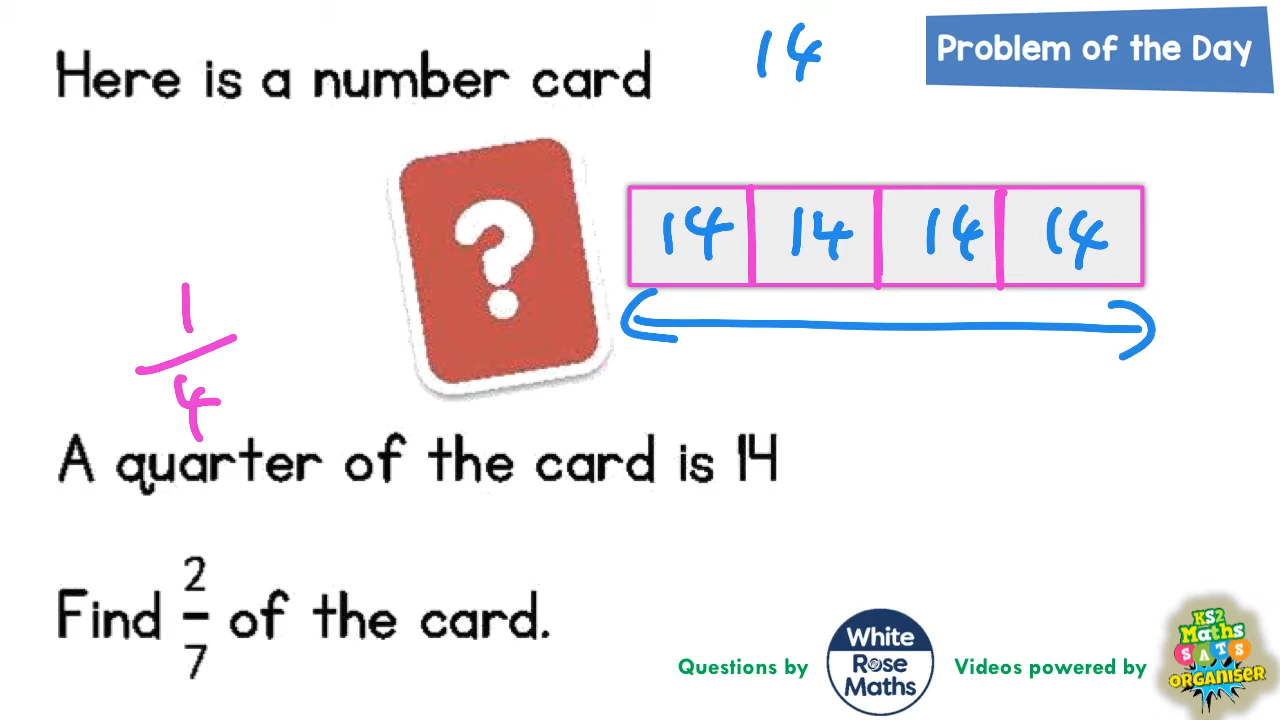 Here is a number card
14
Problem of the Day
?
14 14 14 14
1
4
A quarter of the card is 14
Find 2/7 of the card.
Questions by
White
Rose
Maths
Videos powered by
KS2
Maths
SATS
ORGANISER